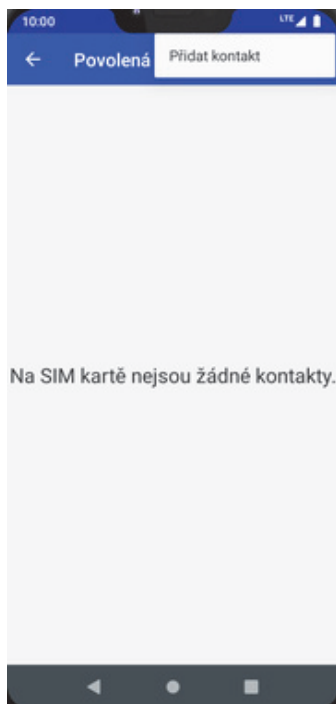 10:00
LTE
Povolená
Přidat kontakt
Na SIM kartě nejsou žádné kontakty.